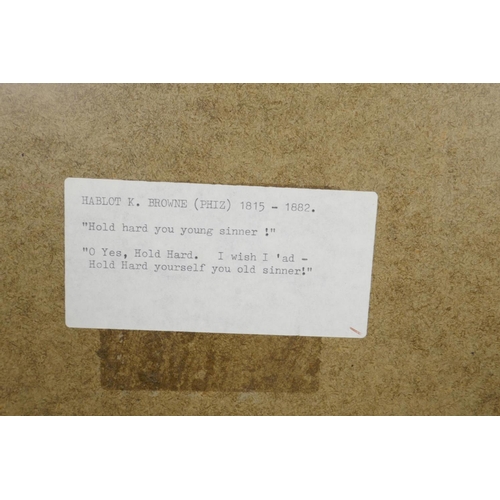 HABLOT K. BROWNE (PHIZ) 1815 - 1882.
"Hold hard you young sinner !"
"O Yes, Hold Hard. I wish I 'ad -
Hold Hard yourself you old sinner!"